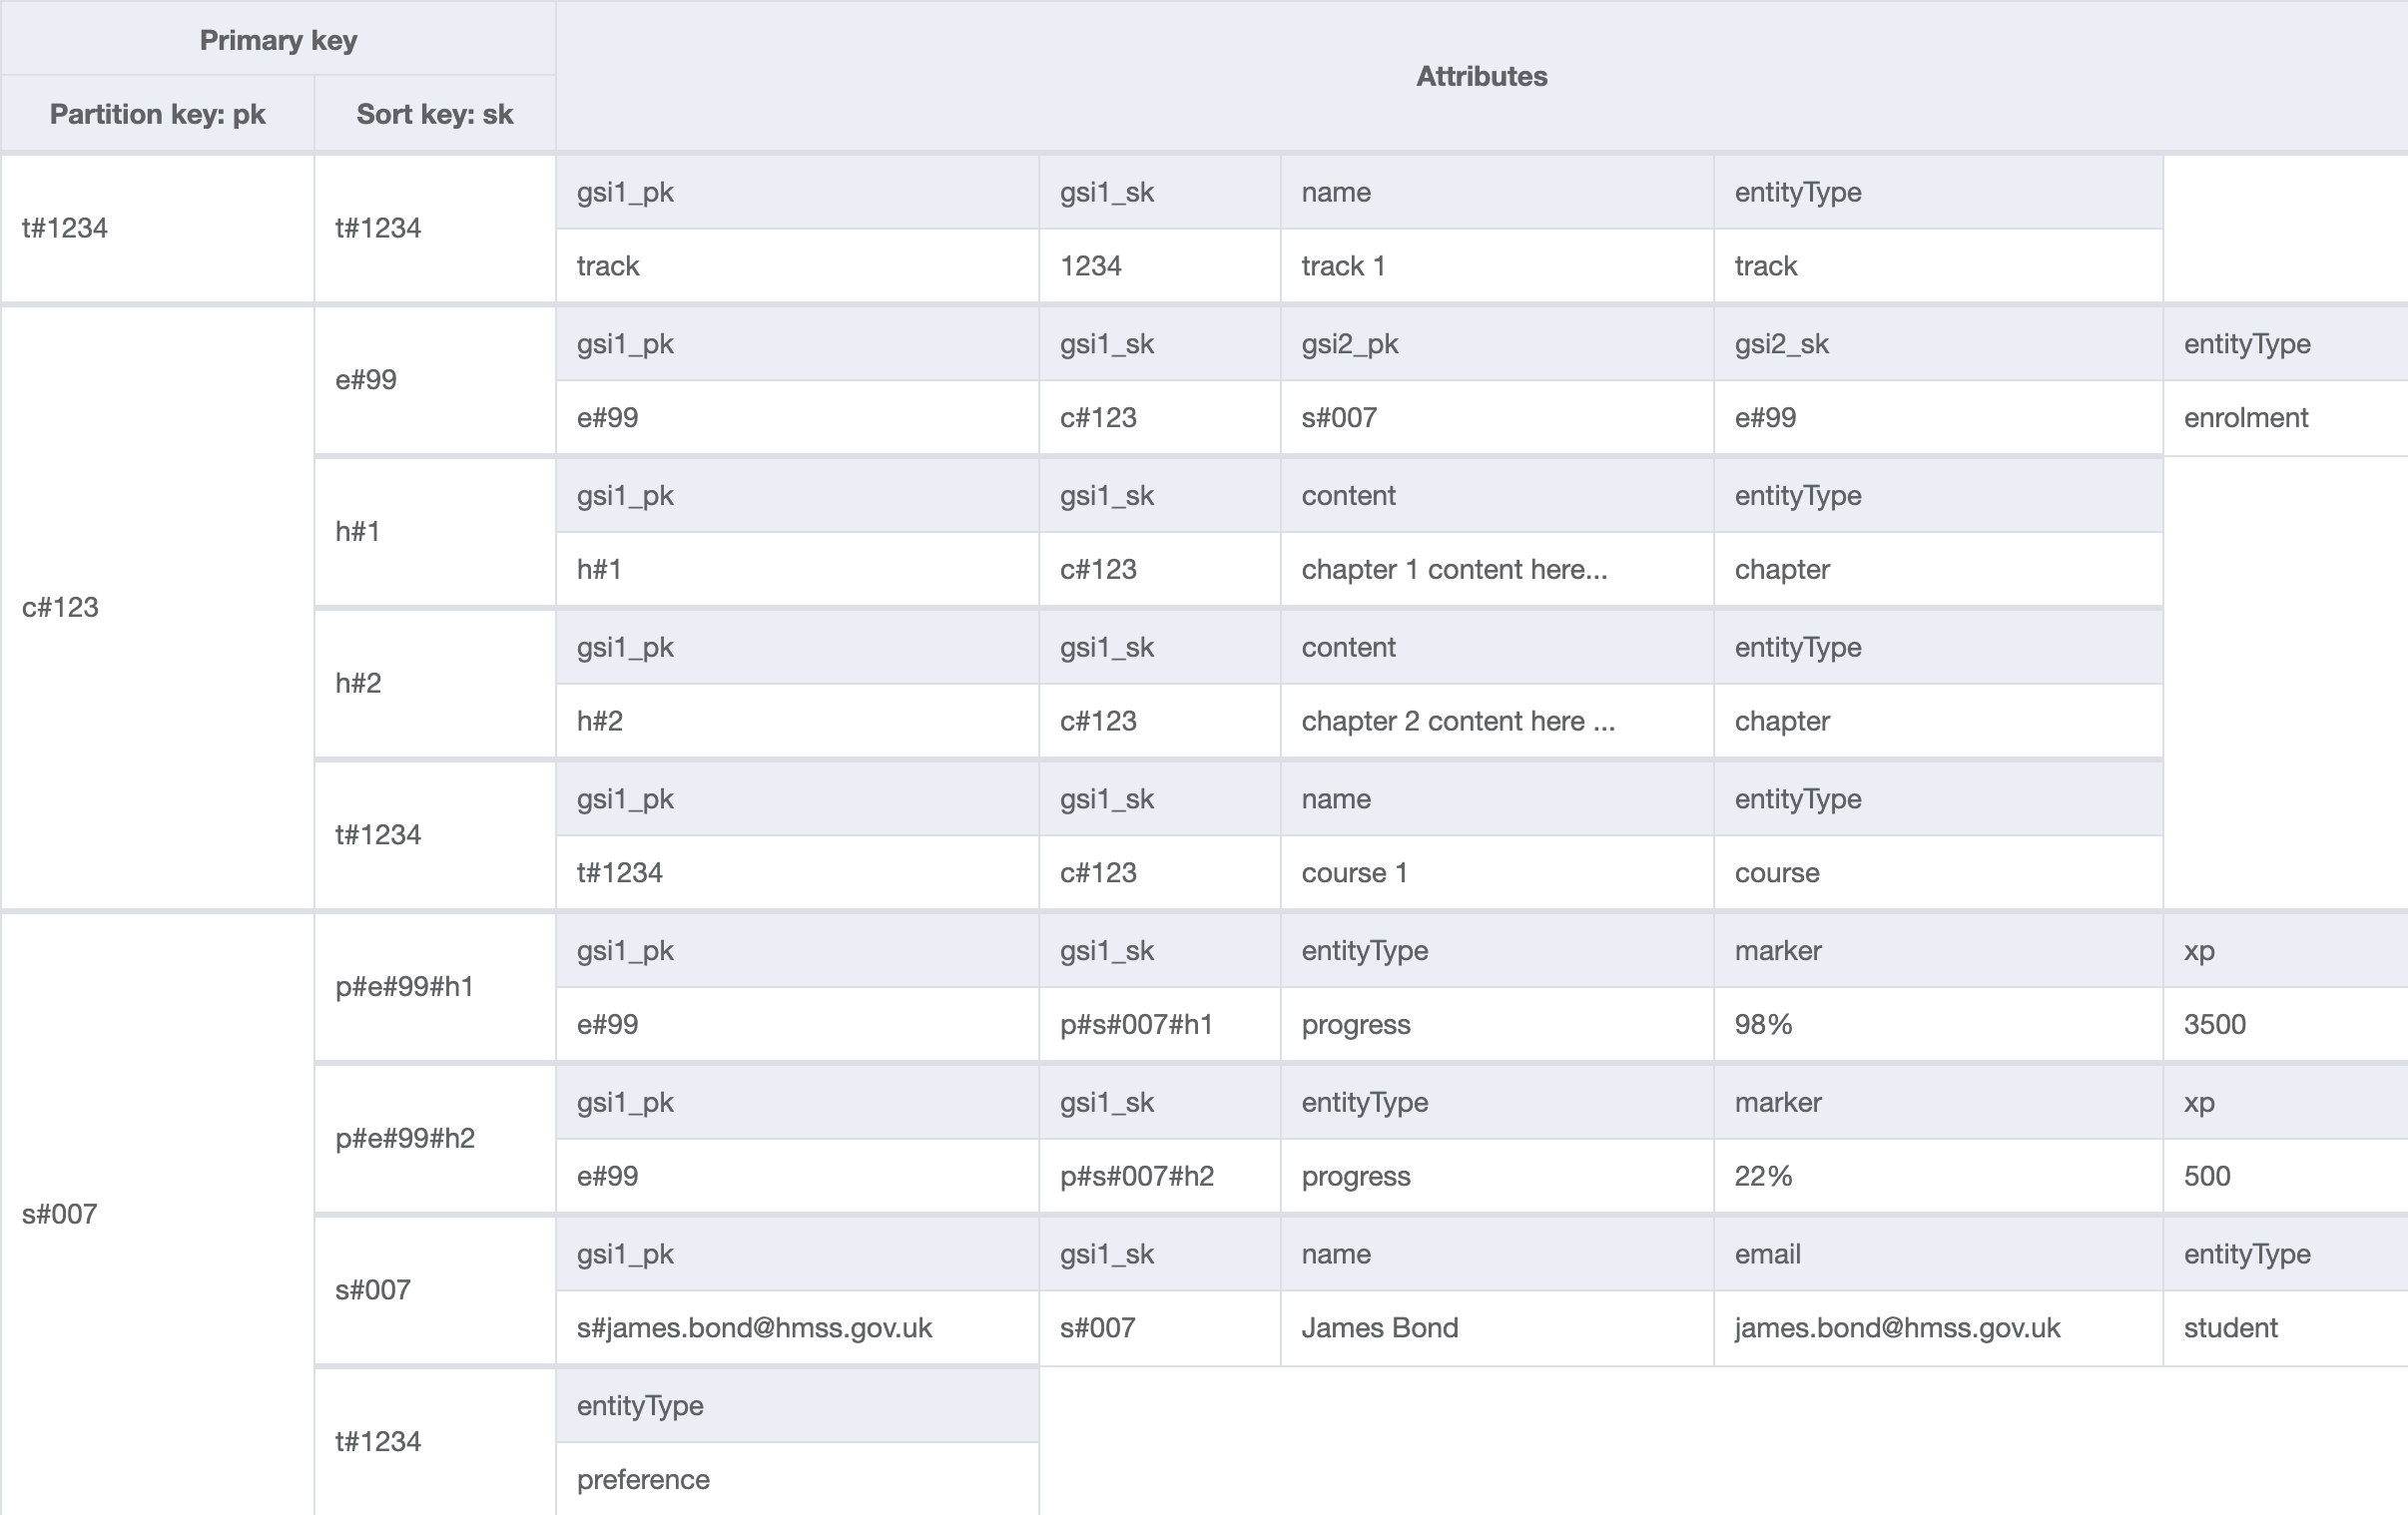 Primary key
Attributes
Partition key: pk Sort key: sk
gsi1_pk gsi1_sk name entityType
t#1234 t#1234
track 1234 track 1 track
gsi1_pk gsi1_sk gsi2_pk gsi2_sk entityType
e#99
e#99 c#123 s#007 e#99 enrolment
gsi1_pk gsi1_sk content entityType
h#1
h#1 c#123 chapter 1 content here...
chapter
c#123
gsi1_pk gsi1_sk content entityType
h#2
h#2 c#123 chapter 2 content here ...
chapter
gsi1_pk gsi1_sk name entityType
t#1234
t#1234 c#123 course 1 course
gsi1_pk gsi1_sk entityType marker xp
p#e#99#h1
e#99 p#s#007#h1 progress 98% 3500
gsi1_pk gsi1_sk entityType marker xp
p#e#99#h2
e#99 p#s#007#h2 progress 22% 500
s#007
gsi1_pk gsi1_sk name email entityType
s#007
s#james.bond@hmss.gov.uk s#007 James Bond james.bond@hmss.gov.uk student
entityType
t#1234
preference